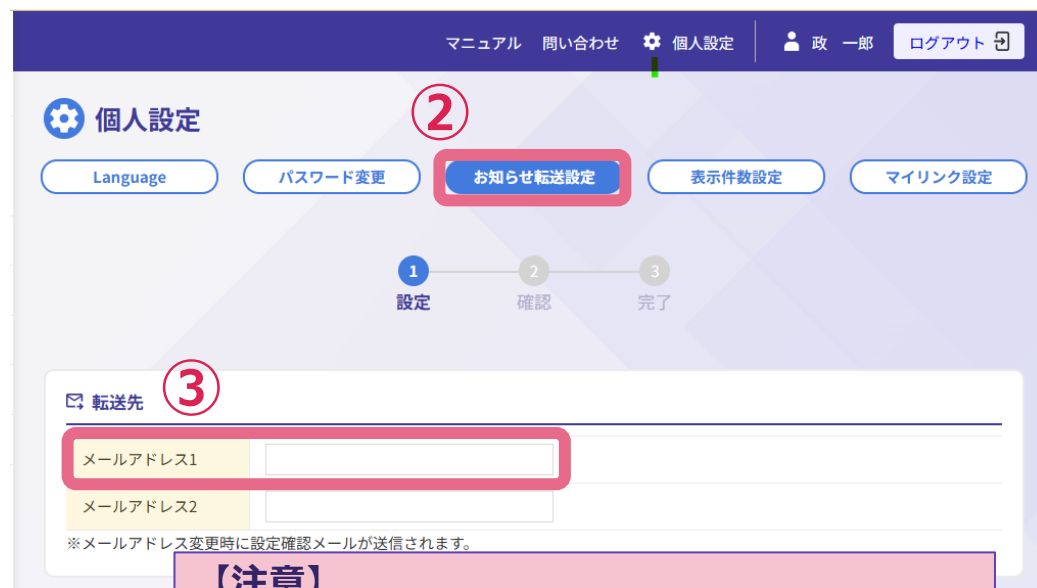 マニュアル 問い合わせ 個人設定 政 一郎 ログアウト
個人設定
②
Language パスワード変更 お知らせ転送設定 表示件数設定 マイリンク設定
1 2 3
設定 確認 完了
③
転送先
メールアドレス1
メールアドレス2
※メールアドレス変更時に設定確認メールが送信されます。
【注意】